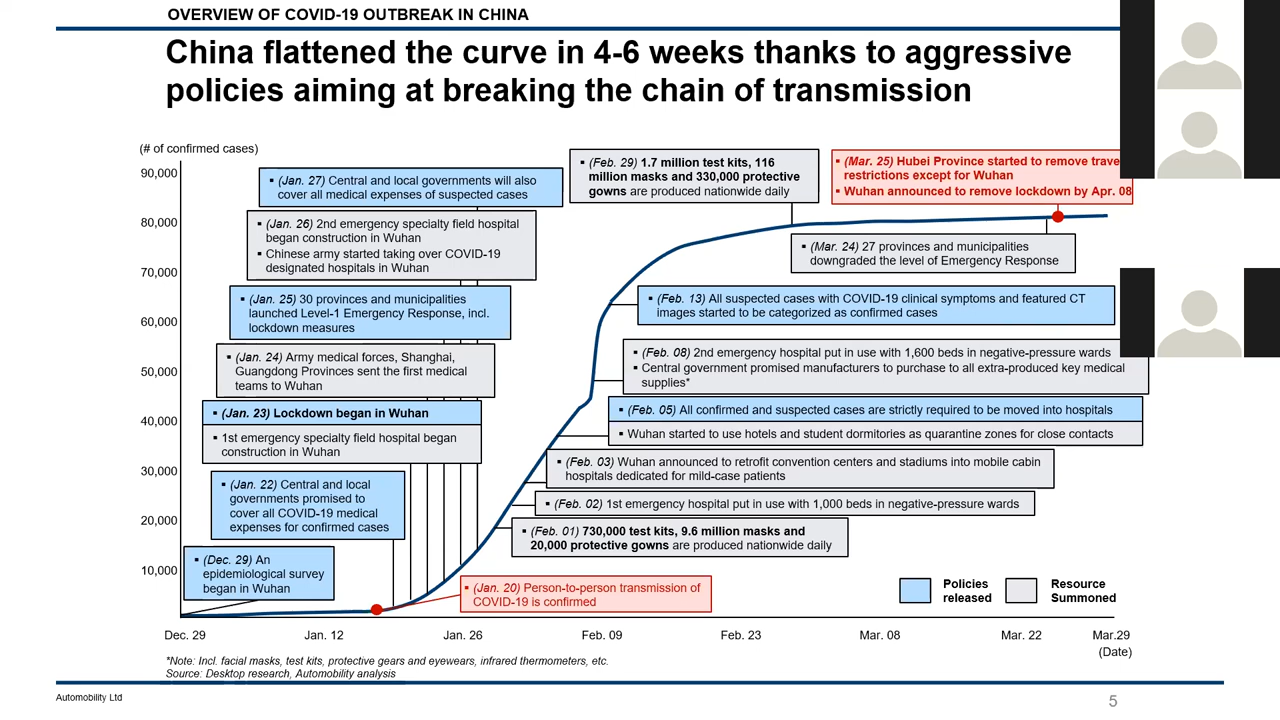 OVERVIEW OF COVID-19 OUTBREAK IN CHINA
China flattened the curve in 4-6 weeks thanks to aggressive
policies aiming at breaking the chain of transmission
(# of confirmed cases)
90,000
80,000
70,000
60,000
50,000
40,000
30,000
20,000
10,000
▪ (Jan. 27) Central and local governments will also
cover all medical expenses of suspected cases
▪ (Jan. 26) 2nd emergency specialty field hospital
began construction in Wuhan
▪ Chinese army started taking over COVID-19
designated hospitals in Wuhan
▪ (Jan. 25) 30 provinces and municipalities
launched Level-1 Emergency Response, incl.
lockdown measures
▪ (Jan. 24) Army medical forces, Shanghai,
Guangdong Provinces sent the first medical
teams to Wuhan
▪ (Jan. 23) Lockdown began in Wuhan
▪ 1st emergency specialty field hospital began
construction in Wuhan
▪ (Jan. 22) Central and local
governments promised to
cover all COVID-19 medical
expenses for confirmed cases
▪ (Dec. 29) An
epidemiological survey
began in Wuhan
▪ (Feb. 29) 1.7 million test kits, 116
million masks and 330,000 protective
gowns are produced nationwide daily
▪ (Mar. 25) Hubei Province started to remove trave
restrictions except for Wuhan
▪ Wuhan announced to remove lockdown by Apr. 08
▪ (Mar. 24) 27 provinces and municipalities
downgraded the level of Emergency Response
▪ (Feb. 13) All suspected cases with COVID-19 clinical symptoms and featured CT
images started to be categorized as confirmed cases
▪ (Feb. 08) 2nd emergency hospital put in use with 1,600 beds in negative-pressure wards
▪ Central government promised manufacturers to purchase to all extra-produced key medical
supplies*
▪ (Feb. 05) All confirmed and suspected cases are strictly required to be moved into hospitals
▪ Wuhan started to use hotels and student dormitories as quarantine zones for close contacts
▪ (Feb. 03) Wuhan announced to retrofit convention centers and stadiums into mobile cabin
hospitals dedicated for mild-case patients
▪ (Feb. 02) 1st emergency hospital put in use with 1,000 beds in negative-pressure wards
▪ (Feb. 01) 730,000 test kits, 9.6 million masks and
20,000 protective gowns are produced nationwide daily
▪ (Jan. 20) Person-to-person transmission of
COVID-19 is confirmed
Policies
released
Resource
Summoned
Dec. 29
Jan. 12
Jan. 26
Feb. 09
Feb. 23
Mar. 08
Mar. 22
Mar.29
(Date)
*Note: Incl. facial masks, test kits, protective gears and eyewears, infrared thermometers, etc.
Source: Desktop research, Automobility analysis
Automobility Ltd
5